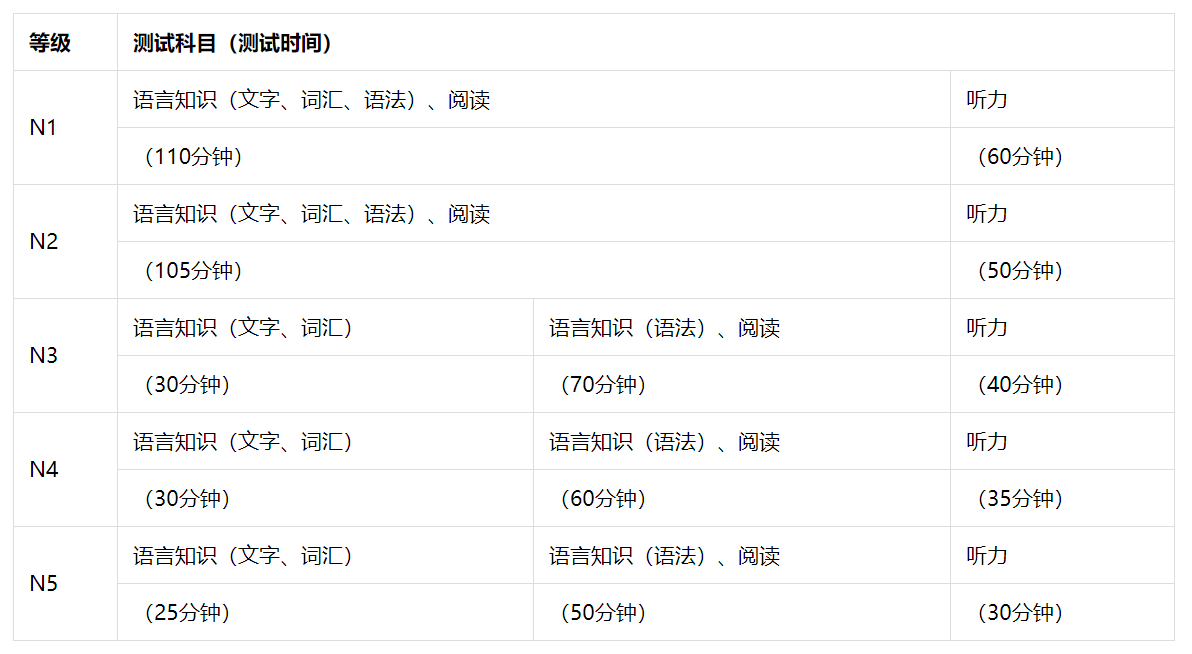 等级 测试科目（测试时间）
语言知识（文字、词汇、语法）、阅读 听力
N1
（110分钟） （60分钟）
语言知识（文字、词汇、语法）、阅读 听力
N2
（105分钟） （50分钟）
语言知识（文字、词汇） 语言知识（语法）、阅读 听力
N3
（30分钟） （70分钟） （40分钟）
语言知识（文字、词汇） 语言知识（语法）、阅读 听力
N4
（30分钟） （60分钟） （35分钟）
语言知识（文字、词汇） 语言知识（语法）、阅读 听力
N5
（25分钟） （50分钟） （30分钟）